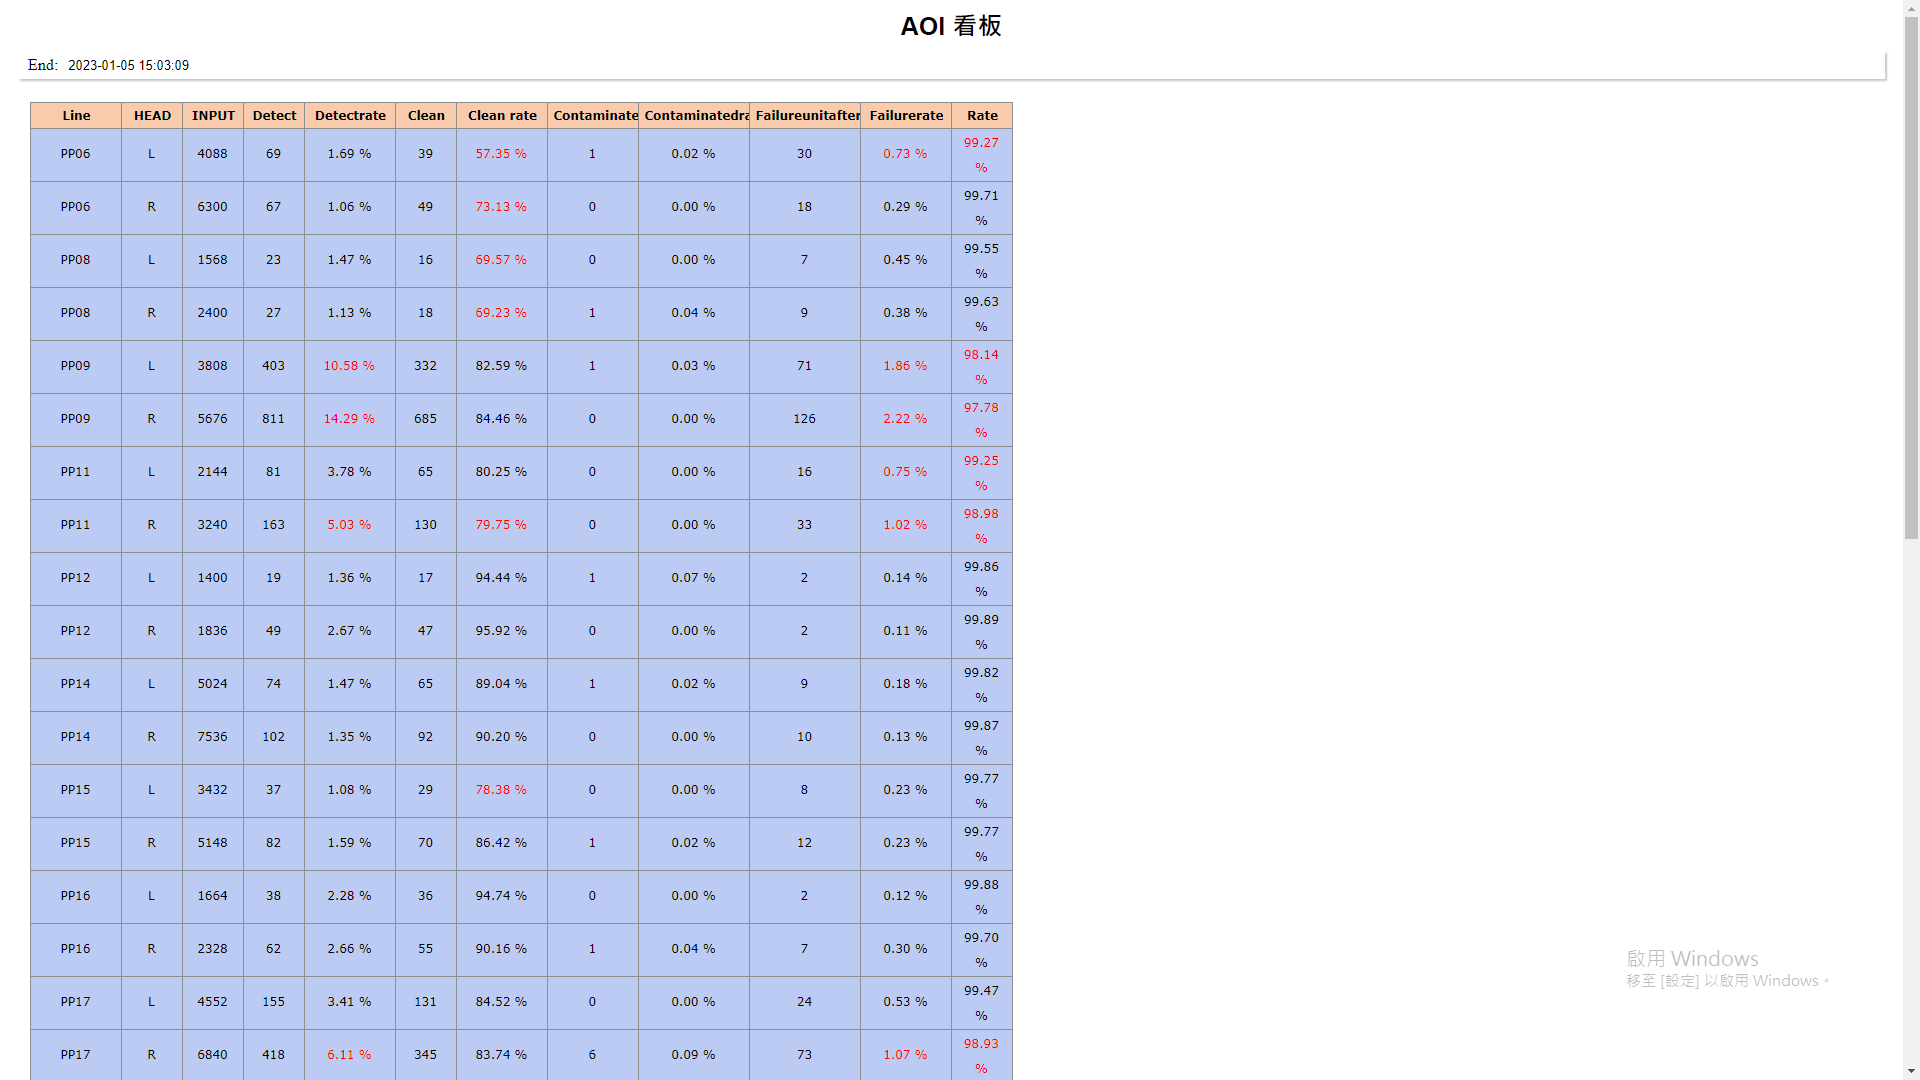 AOI 看板
End: 2023-01-05 15:03:09
Line HEAD INPUT Detect Detectrate Clean Clean rate Contaminate Contaminatedra Failureunitafter Failurerate Rate
PP06 L 4088 69 1.69 % 39 57.35 % 1 0.02 % 30 0.73 % 99.27 %
PP06 R 6300 67 1.06 % 49 73.13 % 0 0.00 % 18 0.29 % 99.71 %
PP08 L 1568 23 1.47 % 16 69.57 % 0 0.00 % 7 0.45 % 99.55 %
PP08 R 2400 27 1.13 % 18 69.23 % 1 0.04 % 9 0.38 % 99.63 %
PP09 L 3808 403 10.58 % 332 82.59 % 1 0.03 % 71 1.86 % 98.14 %
PP09 R 5676 811 14.29 % 685 84.46 % 0 0.00 % 126 2.22 % 97.78 %
PP11 L 2144 81 3.78 % 65 80.25 % 0 0.00 % 16 0.75 % 99.25 %
PP11 R 3240 163 5.03 % 130 79.75 % 0 0.00 % 33 1.02 % 98.98 %
PP12 L 1400 19 1.36 % 17 94.44 % 1 0.07 % 2 0.14 % 99.86 %
PP12 R 1836 49 2.67 % 47 95.92 % 0 0.00 % 2 0.11 % 99.89 %
PP14 L 5024 74 1.47 % 65 89.04 % 1 0.02 % 9 0.18 % 99.82 %
PP14 R 7536 102 1.35 % 92 90.20 % 0 0.00 % 10 0.13 % 99.87 %
PP15 L 3432 37 1.08 % 29 78.38 % 0 0.00 % 8 0.23 % 99.77 %
PP15 R 5148 82 1.59 % 70 86.42 % 1 0.02 % 12 0.23 % 99.77 %
PP16 L 1664 38 2.28 % 36 94.74 % 0 0.00 % 2 0.12 % 99.88 %
PP16 R 2328 62 2.66 % 55 90.16 % 1 0.04 % 7 0.30 % 99.70 %
PP17 L 4552 155 3.41 % 131 84.52 % 0 0.00 % 24 0.53 % 99.47 %
PP17 R 6840 418 6.11 % 345 83.74 % 6 0.09 % 73 1.07 % 98.93 %
啟用 Windows
移至 [設定] 以啟用 Windows。